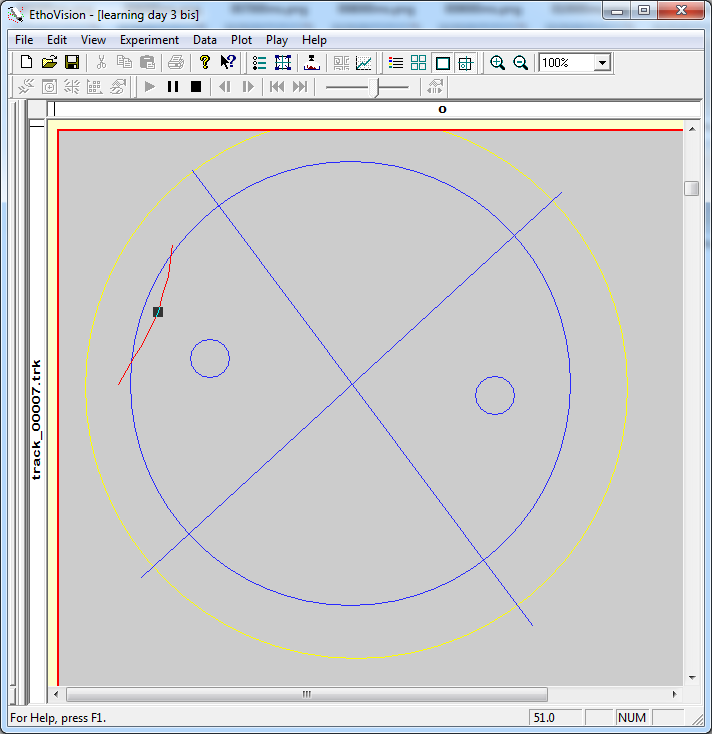 EthoVision - [learning day 3 bis]
File Edit View Experiment Data Plot Play Help
100%
0
track_00007.trk
For Help, press F1.
51.0
NUM